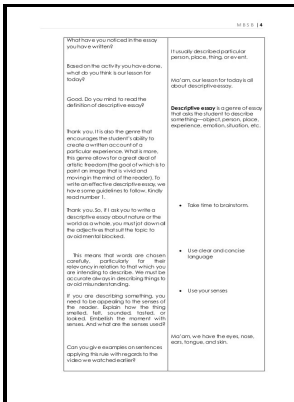 M B S B | 4
What have you noticed in the essay
you have written?
It usually described particular
person, place, thing, or event.
Based on the activity you have done,
what do you think is our lesson for
today?
Ma'am, our lesson for today is all
about descriptive essay.
Good. Do you mind to read the
definition of descriptive essay?
Descriptive essay is a genre of essay
that asks the student to describe
something—object, person, place,
experience, emotion, situation, etc.
Thank you. It is also the genre that
encourages the student's ability to
create a written account of a
particular experience. What is more,
this genre allows for a great deal of
artistic freedom (the goal of which is to
paint an image that is vivid and
moving in the mind of the reader). To
write an effective descriptive essay, we
have some guidelines to follow. Kindly
read number 1.
• Take time to brainstorm.
Thank you. So, if I ask you to write a
descriptive essay about nature or the
world as a whole, you must jot down all
the adjectives that suit the topic to
avoid mental blocked.
• Use clear and concise
language
This means that words are chosen
carefully, particularly for their
relevancy in relation to that which you
are intending to describe. We must be
accurate always in describing things to
avoid misunderstanding.
• Use your senses
If you are describing something, you
need to be appealing to the senses of
the reader. Explain how the thing
smelled, felt, sounded, tasted, or
looked. Embellish the moment with
senses. And what are the senses used?
Ma'am, we have the eyes, nose,
ears, tongue, and skin.
Can you give examples on sentences
applying this rule with regards to the
video we watched earlier?